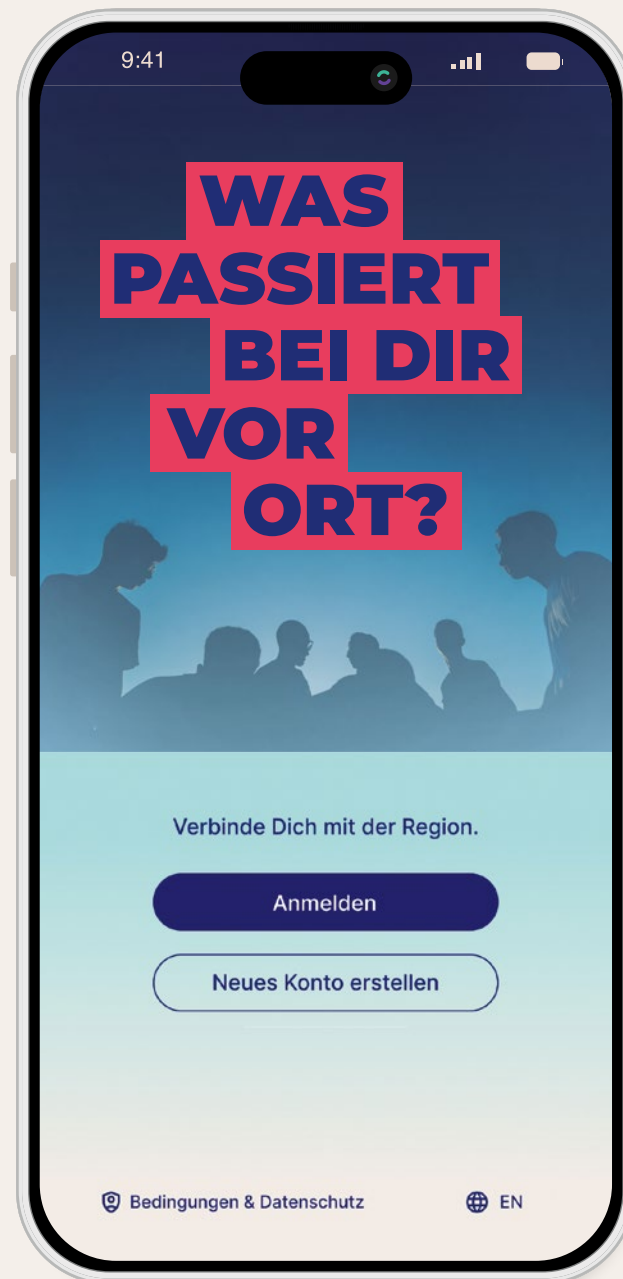 9:41
WAS
PASSIERT
BEI DIR
VOR
ORT?
Verbinde Dich mit der Region.
Anmelden
Neues Konto erstellen
Bedingungen & Datenschutz
EN